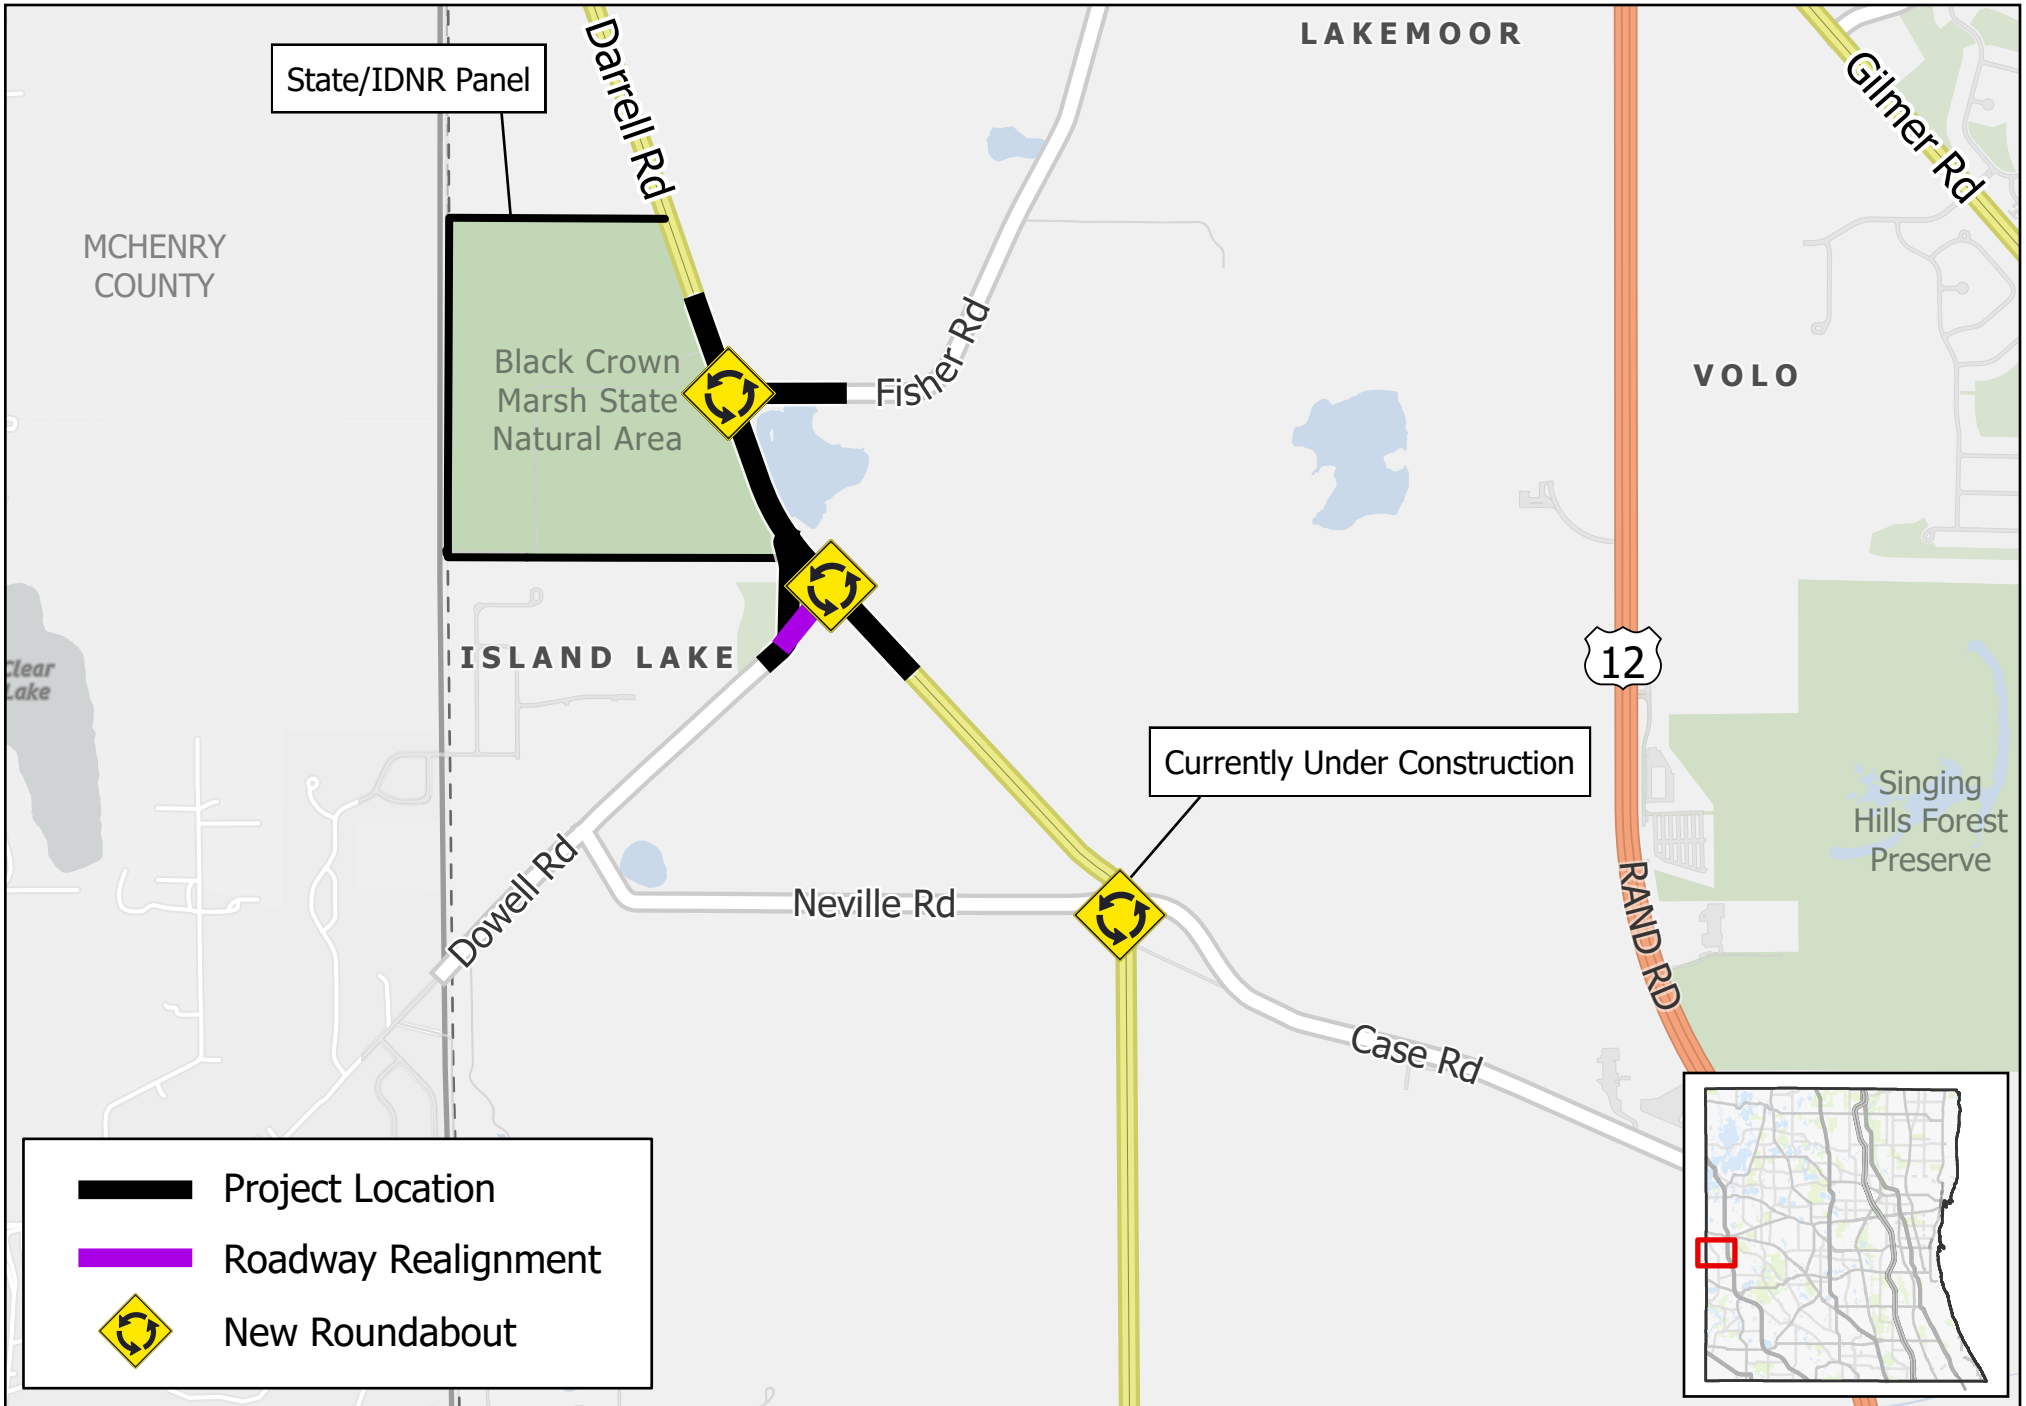 LAKEMOOR
State/IDNR Panel
Darrell Rd
Gilmer Rd
MCHENRY
COUNTY
Black Crown
Marsh State
Natural Area
Fisher Rd
VOLO
ISLAND LAKE
Clear
Lake
12
Currently Under Construction
Singing
Hills Forest
Preserve
Dowell Rd
Neville Rd
RAND RD
Case Rd
Project Location
Roadway Realignment
New Roundabout